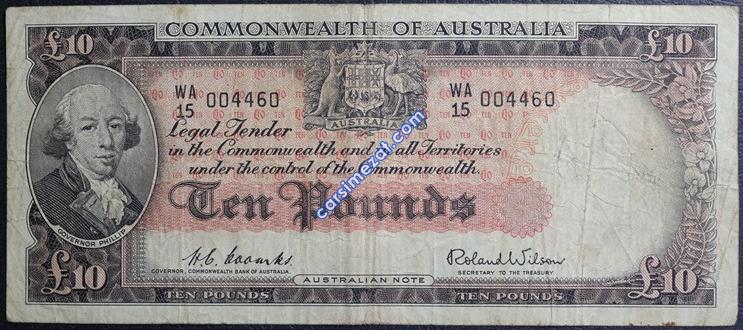 COMMONWEALTH OF AUSTRALIA
£10 £10
WA 15 004460
WA 15 004460
AUSTRALIA
Legal Tender
in the Commonwealth and in all Territories
under the control of the Commonwealth.
Ten Pounds
carsimezat.com
GOVERNOR PHILLIP
H.C. Coombs
Roland Wilson
GOVERNOR, COMMONWEALTH BANK OF AUSTRALIA.
SECRETARY TO THE TREASURY
AUSTRALIAN NOTE
£10 £10
TEN POUNDS TEN POUNDS